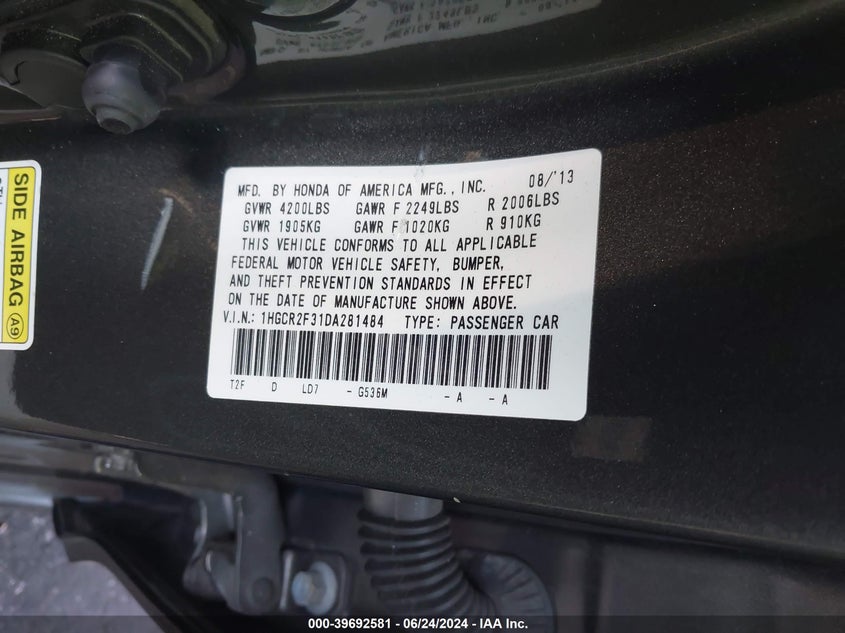 SIDE AIRBAG A9
MFD. BY HONDA OF AMERICA MFG., INC. 08/'13
GVWR 4200LBS GAWR F 2249LBS R 2006LBS
GVWR 1905KG GAWR F 1020KG R 910KG
THIS VEHICLE CONFORMS TO ALL APPLICABLE
FEDERAL MOTOR VEHICLE SAFETY, BUMPER,
AND THEFT PREVENTION STANDARDS IN EFFECT
ON THE DATE OF MANUFACTURE SHOWN ABOVE.
V.I.N.: 1HGCR2F31DA281484 TYPE: PASSENGER CAR
T2F D LD7 - G536M - A - A
000-39692581 / 06/24/2024 - IAA Inc.